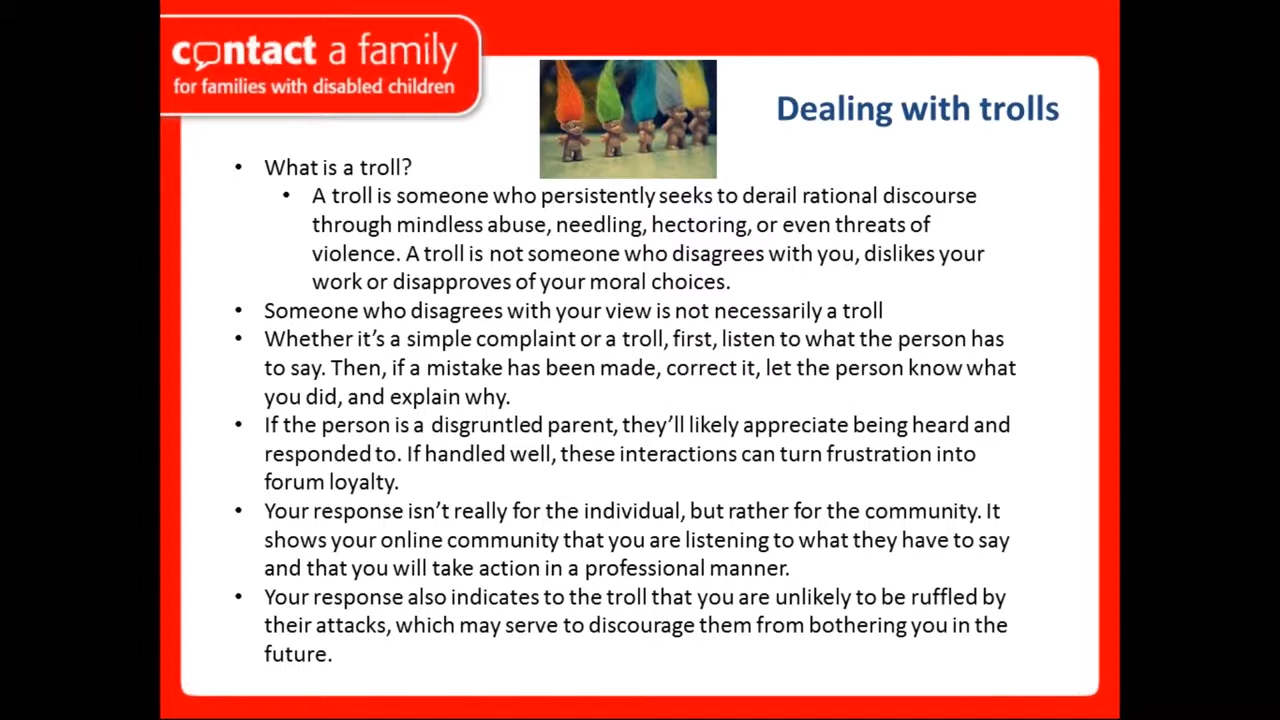 contact a family
for families with disabled children
Dealing with trolls
• What is a troll?
• A troll is someone who persistently seeks to derail rational discourse
through mindless abuse, needling, hectoring, or even threats of
violence. A troll is not someone who disagrees with you, dislikes your
work or disapproves of your moral choices.
• Someone who disagrees with your view is not necessarily a troll
• Whether it’s a simple complaint or a troll, first, listen to what the person has
to say. Then, if a mistake has been made, correct it, let the person know what
you did, and explain why.
• If the person is a disgruntled parent, they’ll likely appreciate being heard and
responded to. If handled well, these interactions can turn frustration into
forum loyalty.
• Your response isn’t really for the individual, but rather for the community. It
shows your online community that you are listening to what they have to say
and that you will take action in a professional manner.
• Your response also indicates to the troll that you are unlikely to be ruffled by
their attacks, which may serve to discourage them from bothering you in the
future.